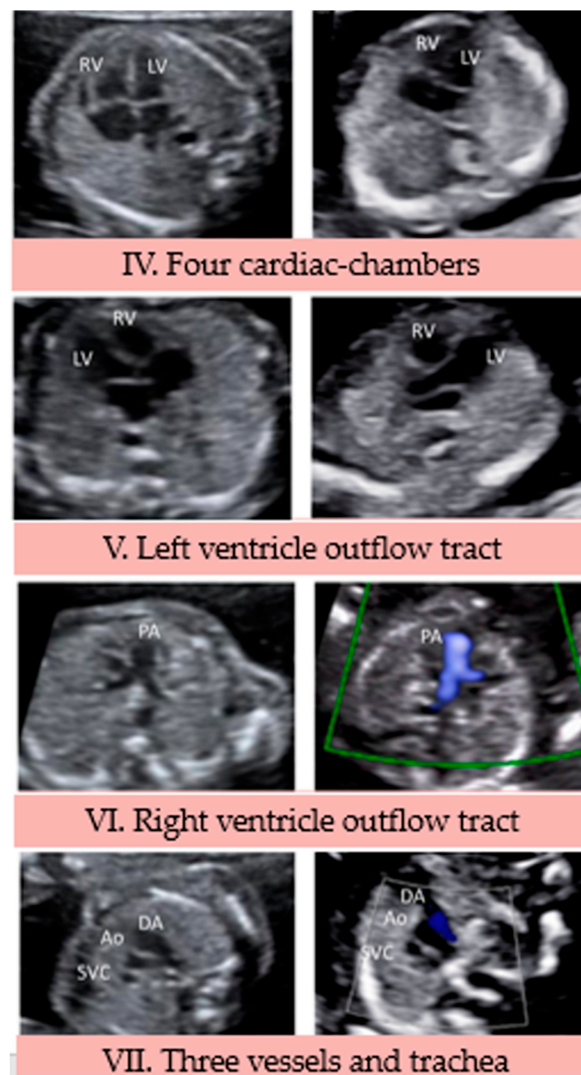 RV LV RV LV
IV. Four cardiac-chambers
RV LV RV LV
V. Left ventricle outflow tract
PA PA
VI. Right ventricle outflow tract
DA Ao SVC DA Ao SVC
VII. Three vessels and trachea